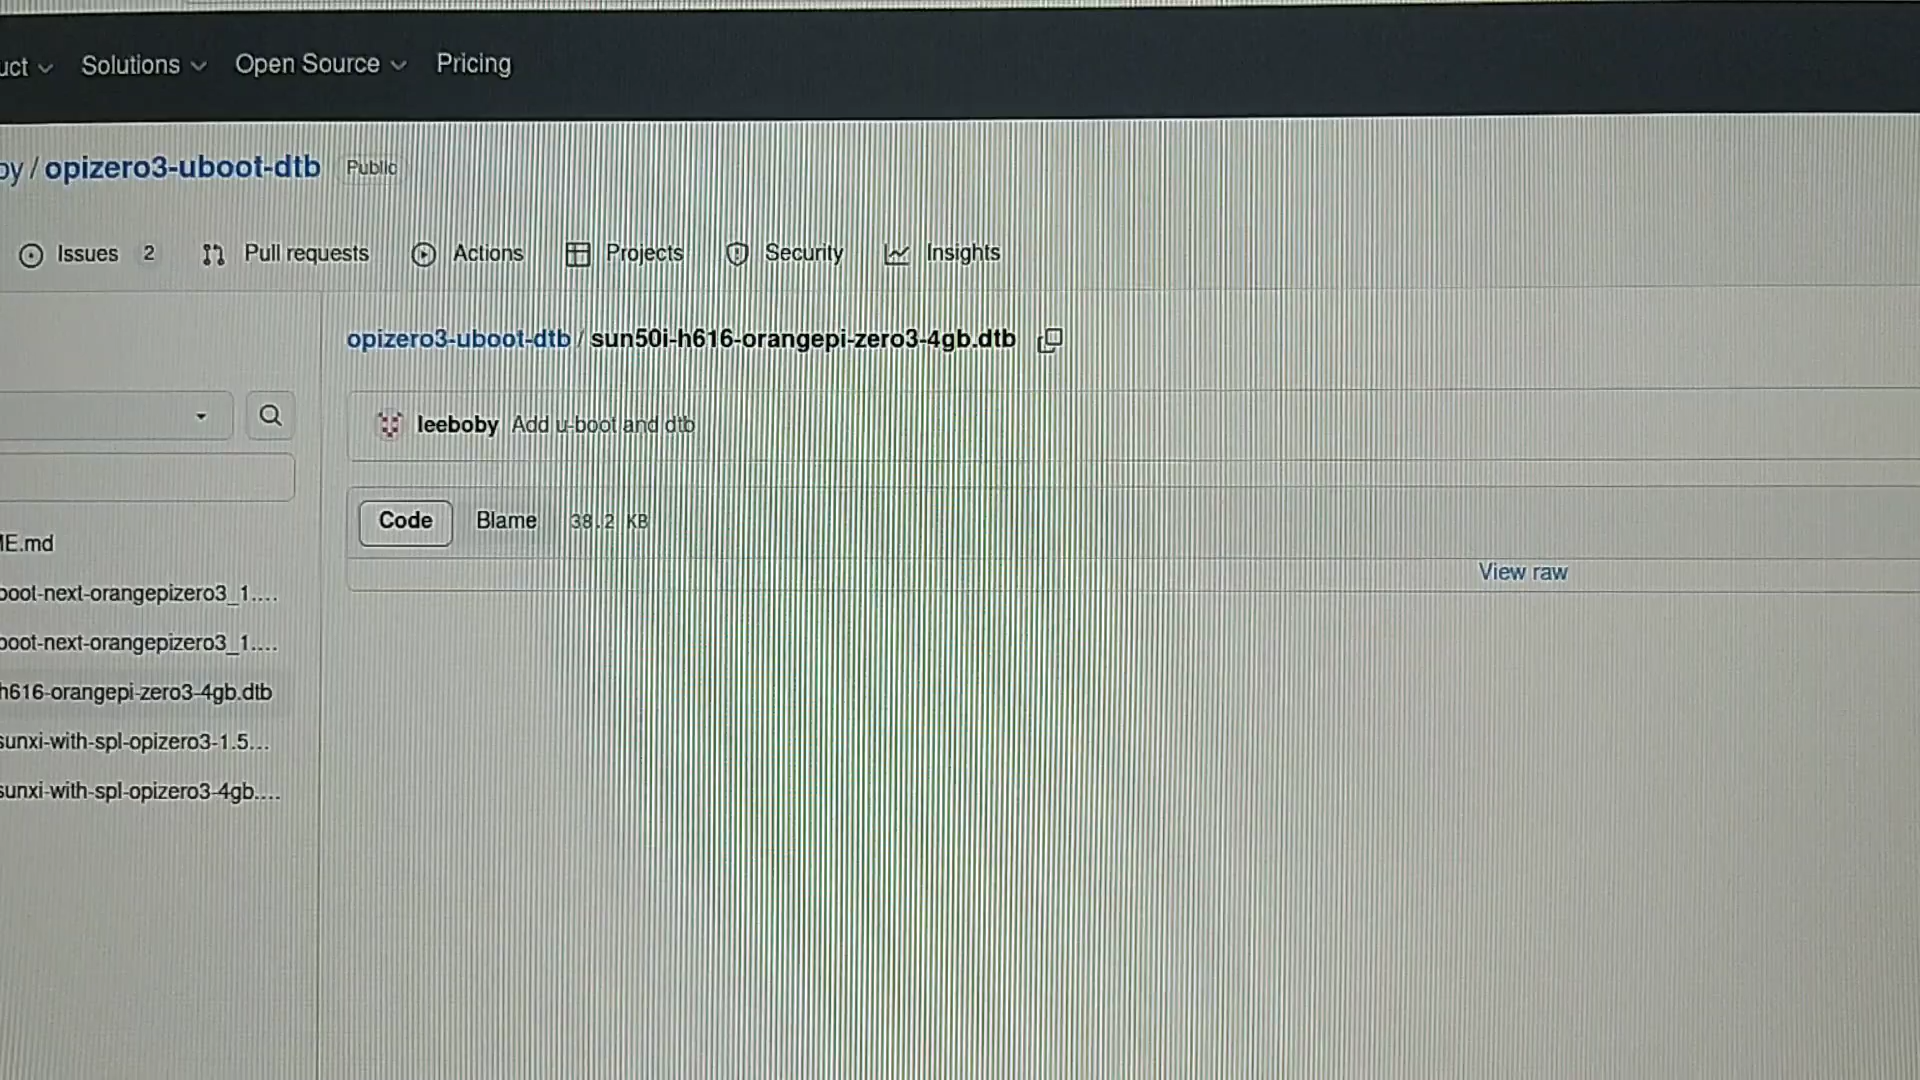 uct Solutions Open Source Pricing
by / opizero3-uboot-dtb Public
Issues 2 Pull requests Actions Projects Security Insights
opizero3-uboot-dtb / sun50i-h616-orangepi-zero3-4gb.dtb
leeboby Add u-boot and dtb
Code Blame 38.2 KB
View raw
E.md
boot-next-orangepizero3_1....
boot-next-orangepizero3_1....
h616-orangepi-zero3-4gb.dtb
sunxi-with-spl-opizero3-1.5...
sunxi-with-spl-opizero3-4gb....